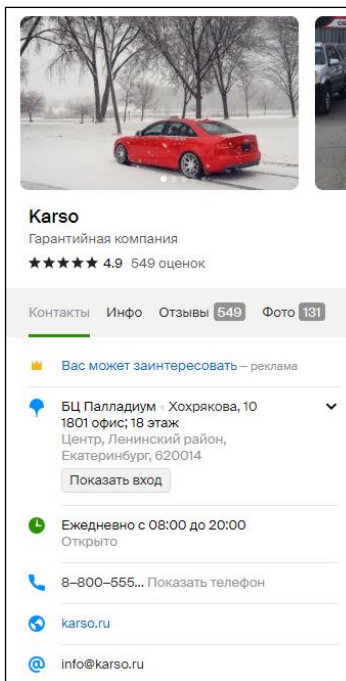 Karso
Гарантийная компания
★★★★★ 4.9 549 оценок
Контакты Инфо Отзывы 549 Фото 131
Вас может заинтересовать – реклама
БЦ Палладиум • Хохрякова, 10
1801 офис; 18 этаж
Центр, Ленинский район,
Екатеринбург, 620014
Показать вход
Ежедневно с 08:00 до 20:00
Открыто
8–800–555... Показать телефон
karso.ru
info@karso.ru